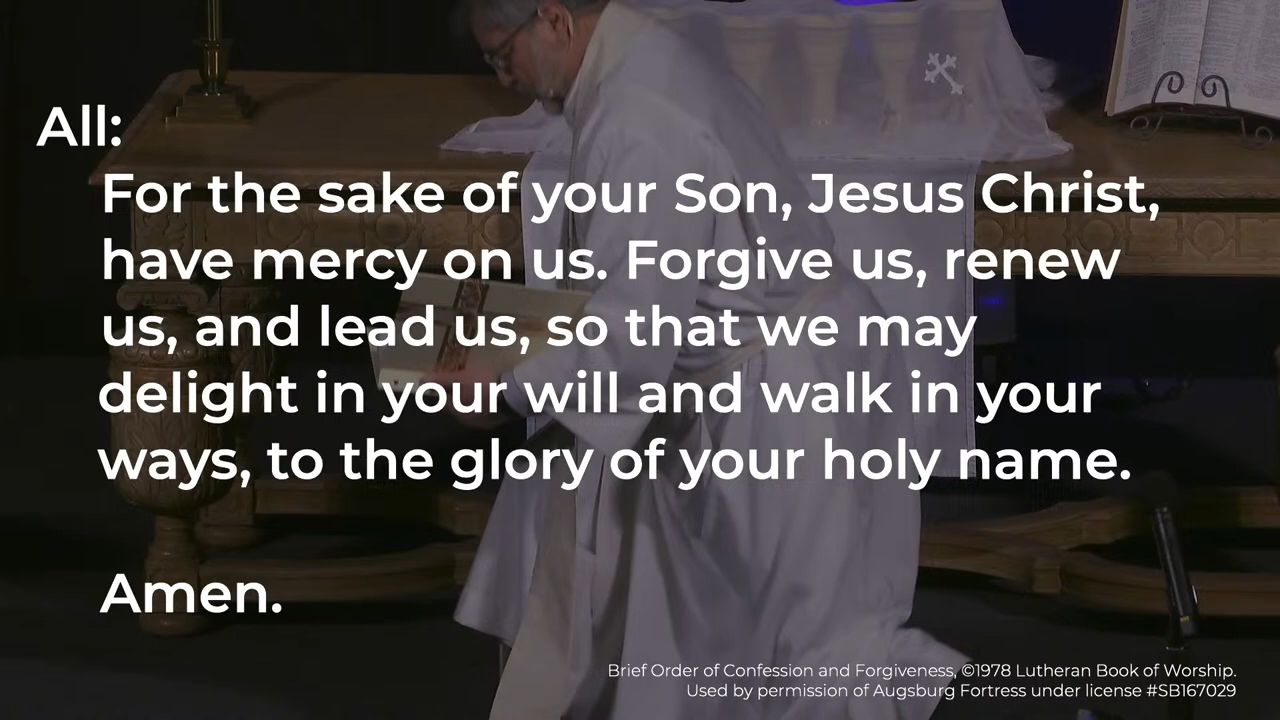 All:
For the sake of your Son, Jesus Christ,
have mercy on us. Forgive us, renew
us, and lead us, so that we may
delight in your will and walk in your
ways, to the glory of your holy name.
Amen.
Brief Order of Confession and Forgiveness, ©1978 Lutheran Book of Worship.
Used by permission of Augsburg Fortress under license #SB167029